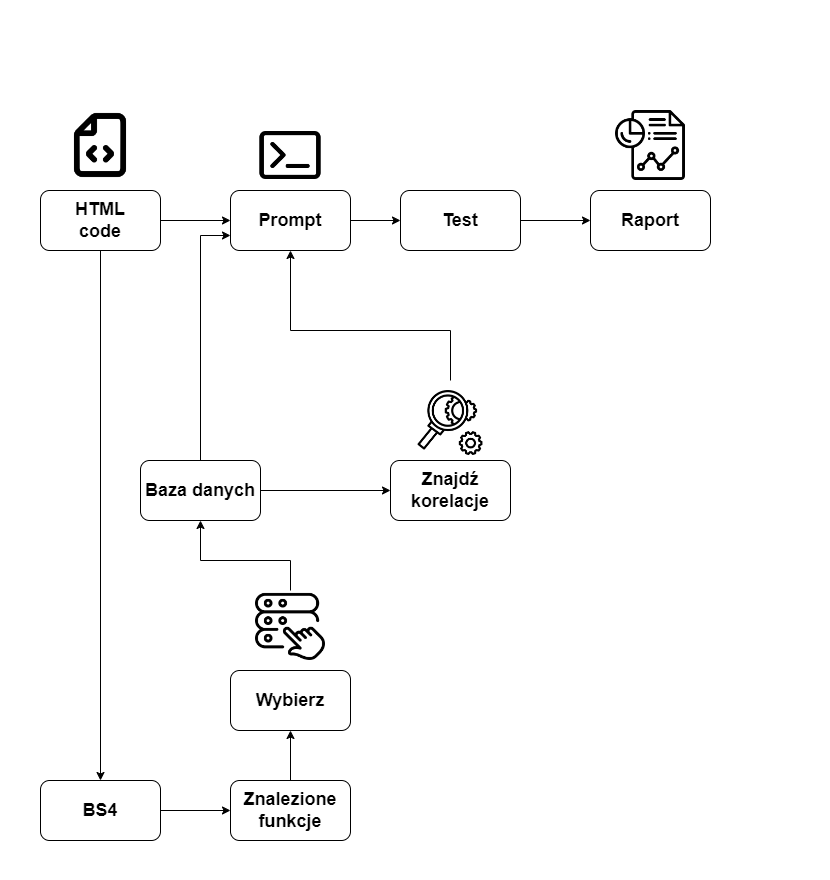 HTML
code
Prompt
Test
Raport
Baza danych
Znajdź
korelacje
Wybierz
BS4
Znalezione
funkcje